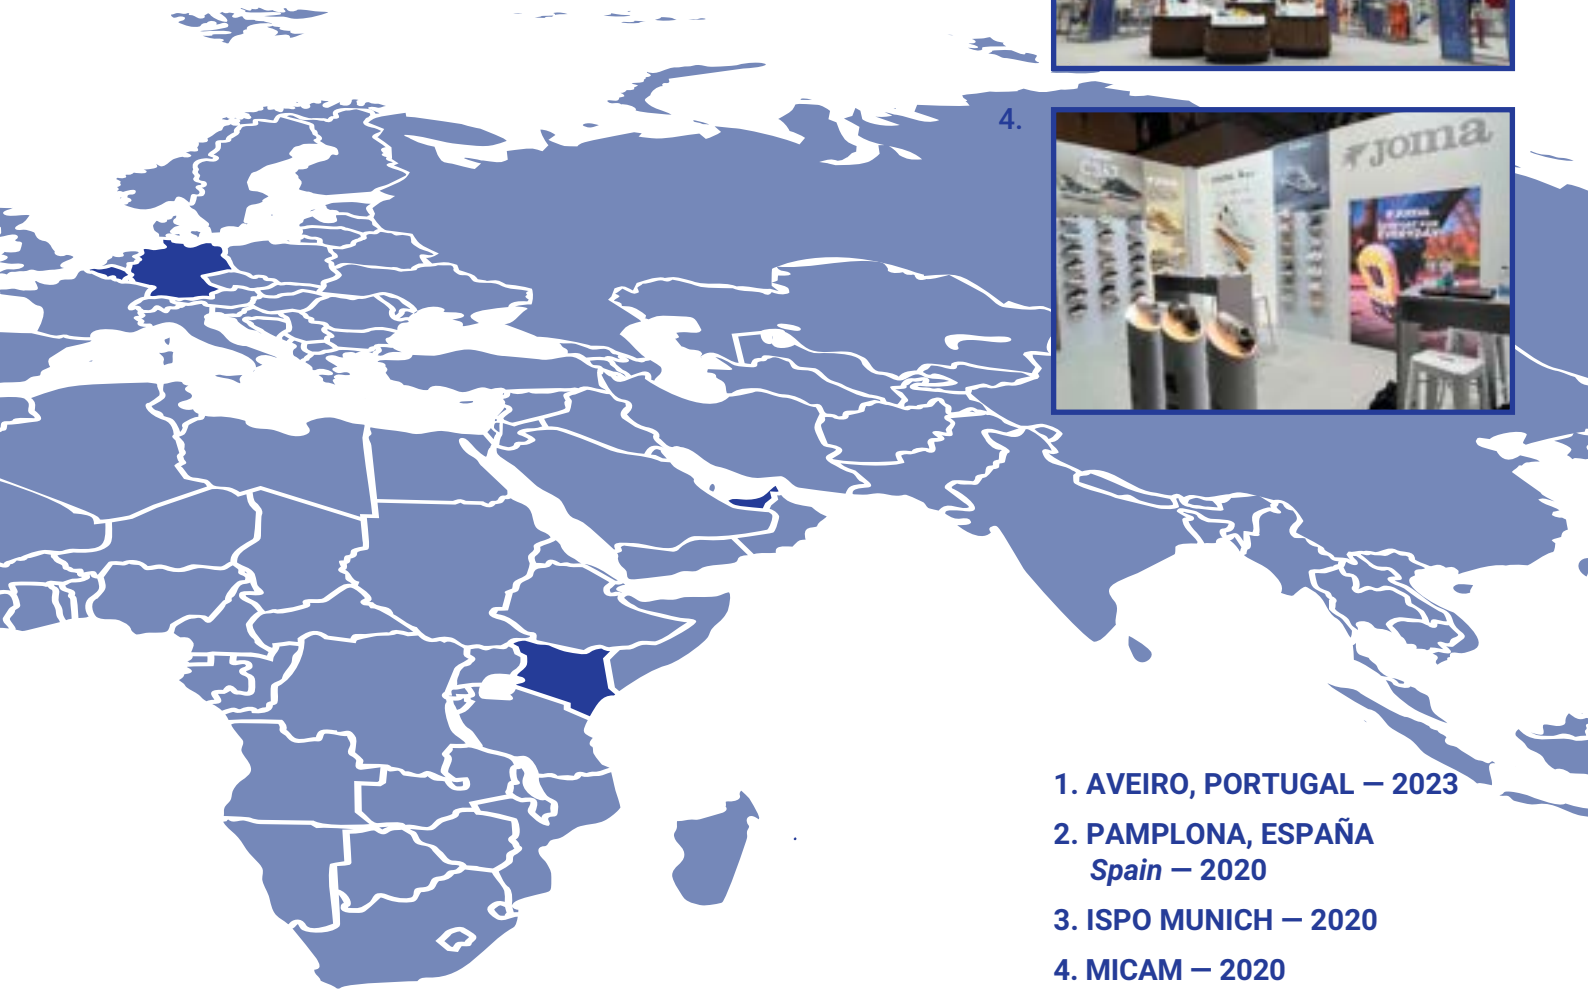 4.
Joma
1. AVEIRO, PORTUGAL — 2023
2. PAMPLONA, ESPAÑA
Spain — 2020
3. ISPO MUNICH — 2020
4. MICAM — 2020